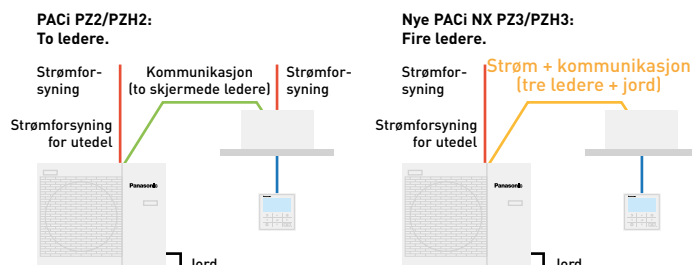 PACi PZ2/PZH2:
To ledere.
Strømfor-
syning
Kommunikasjon
(to skjermede ledere)
Strømfor-
syning
Strømforsyning
for utedel
Panasonic
Jord
Nye PACi NX PZ3/PZH3:
Fire ledere.
Strømfor-
syning
Strøm + kommunikasjon
(tre ledere + jord)
Strømforsyning
for utedel
Panasonic
Jord